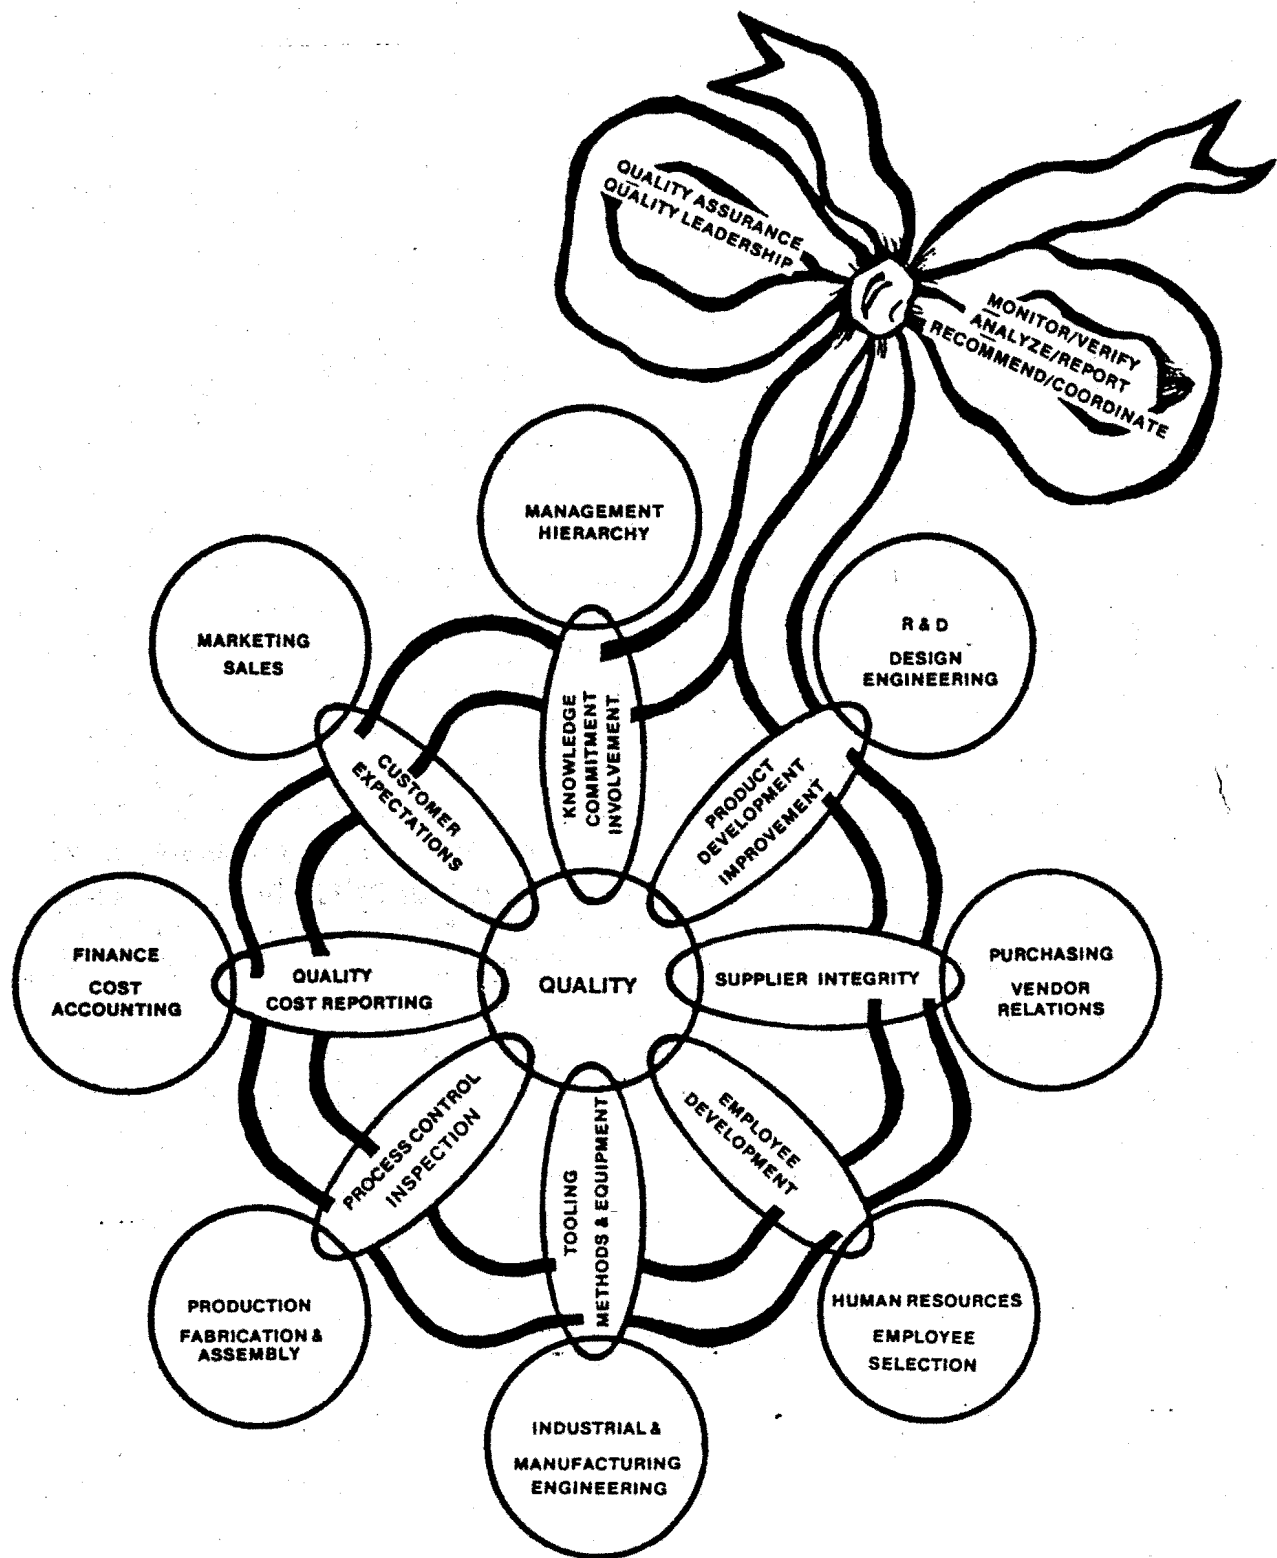 QUALITY ASSURANCE
QUALITY LEADERSHIP
MONITOR/VERIFY
ANALYZE/REPORT
RECOMMEND/COORDINATE
MANAGEMENT
HIERARCHY
MARKETING
SALES
R & D
DESIGN
ENGINEERING
KNOWLEDGE
COMMITMENT
INVOLVEMENT
CUSTOMER
EXPECTATIONS
PRODUCT
DEVELOPMENT
IMPROVEMENT
FINANCE
COST
ACCOUNTING
QUALITY
COST REPORTING
QUALITY
SUPPLIER INTEGRITY
PURCHASING
VENDOR
RELATIONS
PROCESS CONTROL
INSPECTION
TOOLING
METHODS & EQUIPMENT
EMPLOYEE
DEVELOPMENT
PRODUCTION
FABRICATION &
ASSEMBLY
HUMAN RESOURCES
EMPLOYEE
SELECTION
INDUSTRIAL &
MANUFACTURING
ENGINEERING